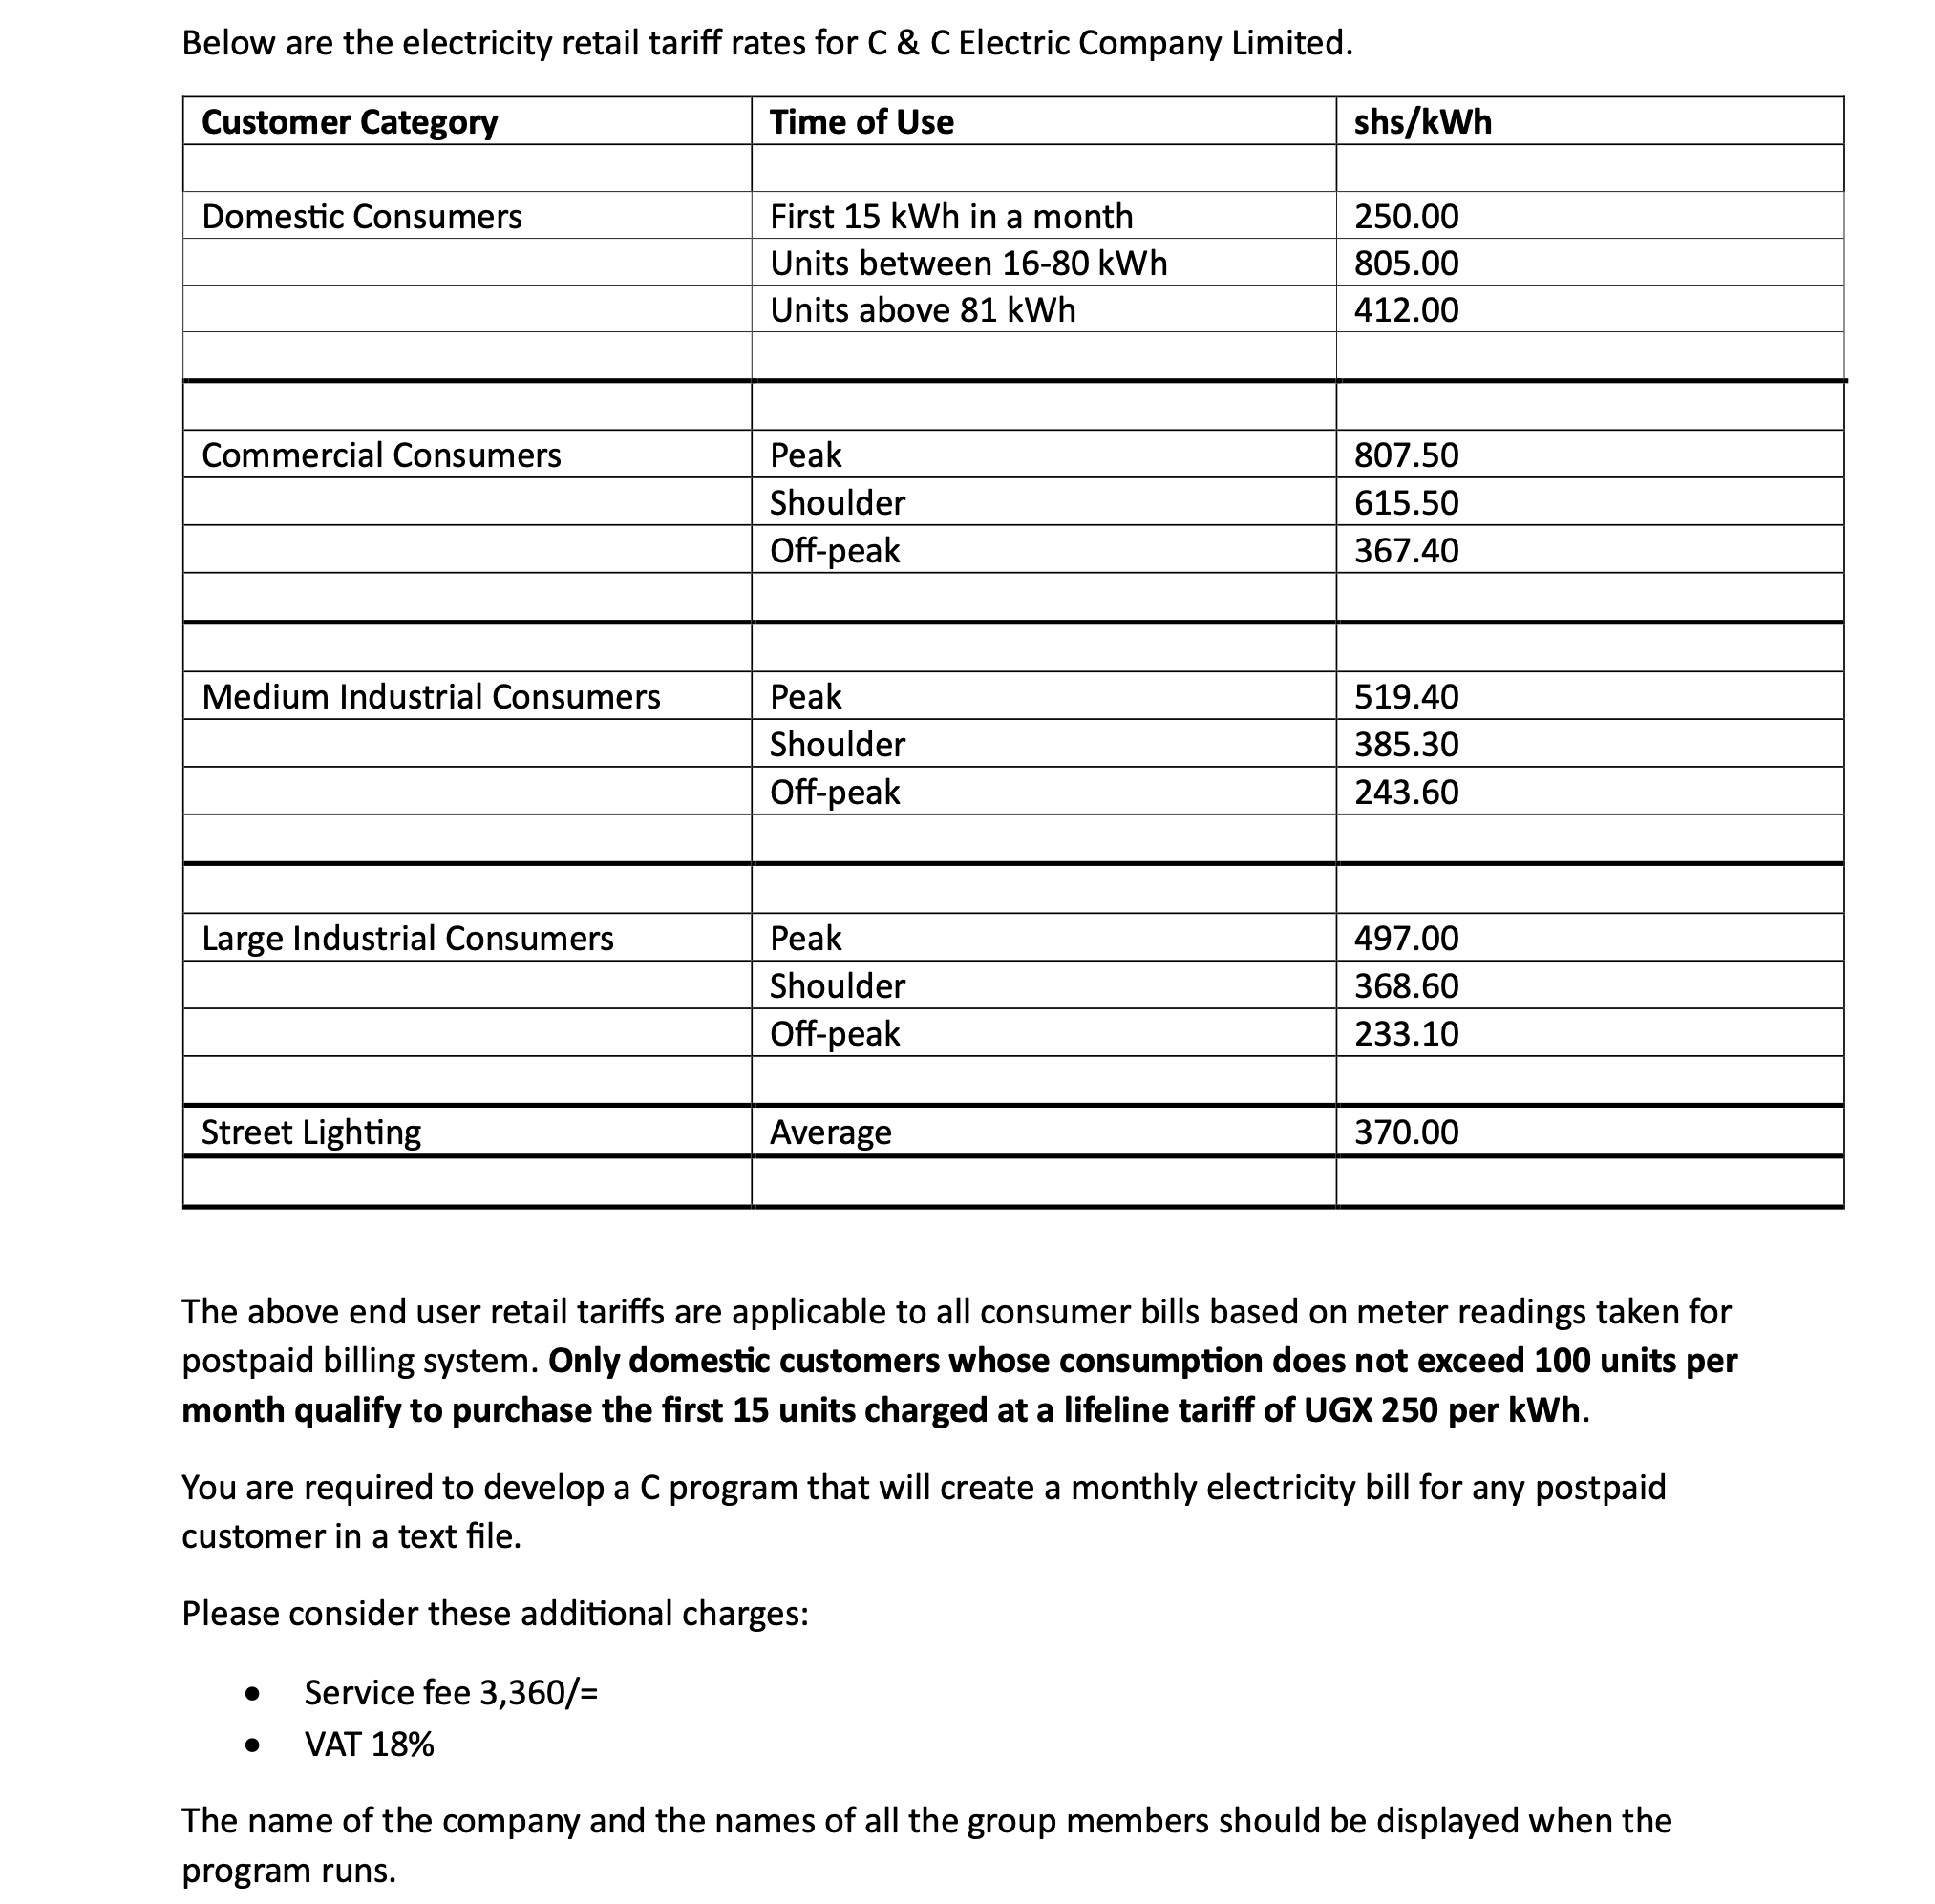 Below are the electricity retail tariff rates for C & C Electric Company Limited.
Customer Category Time of Use shs/kWh
Domestic Consumers First 15 kWh in a month 250.00
Units between 16-80 kWh 805.00
Units above 81 kWh 412.00
Commercial Consumers Peak 807.50
Shoulder 615.50
Off-peak 367.40
Medium Industrial Consumers Peak 519.40
Shoulder 385.30
Off-peak 243.60
Large Industrial Consumers Peak 497.00
Shoulder 368.60
Off-peak 233.10
Street Lighting Average 370.00
The above end user retail tariffs are applicable to all consumer bills based on meter readings taken for
postpaid billing system. Only domestic customers whose consumption does not exceed 100 units per
month qualify to purchase the first 15 units charged at a lifeline tariff of UGX 250 per kWh.
You are required to develop a C program that will create a monthly electricity bill for any postpaid
customer in a text file.
Please consider these additional charges:
• Service fee 3,360/=
• VAT 18%
The name of the company and the names of all the group members should be displayed when the
program runs.